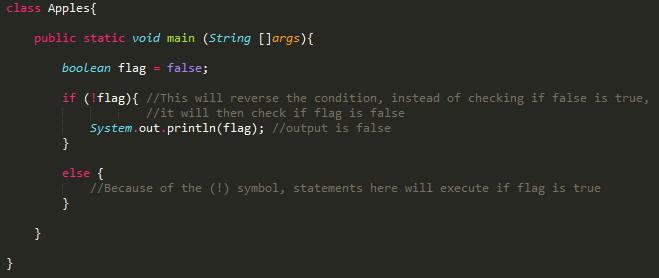 class Apples{
public static void main (String []args){
boolean flag = false;
if (!flag){ //This will reverse the condition, instead of checking if false is true,
//it will then check if flag is false
System.out.println(flag); //output is false
}
else {
//Because of the (!) symbol, statements here will execute if flag is true
}
}
}